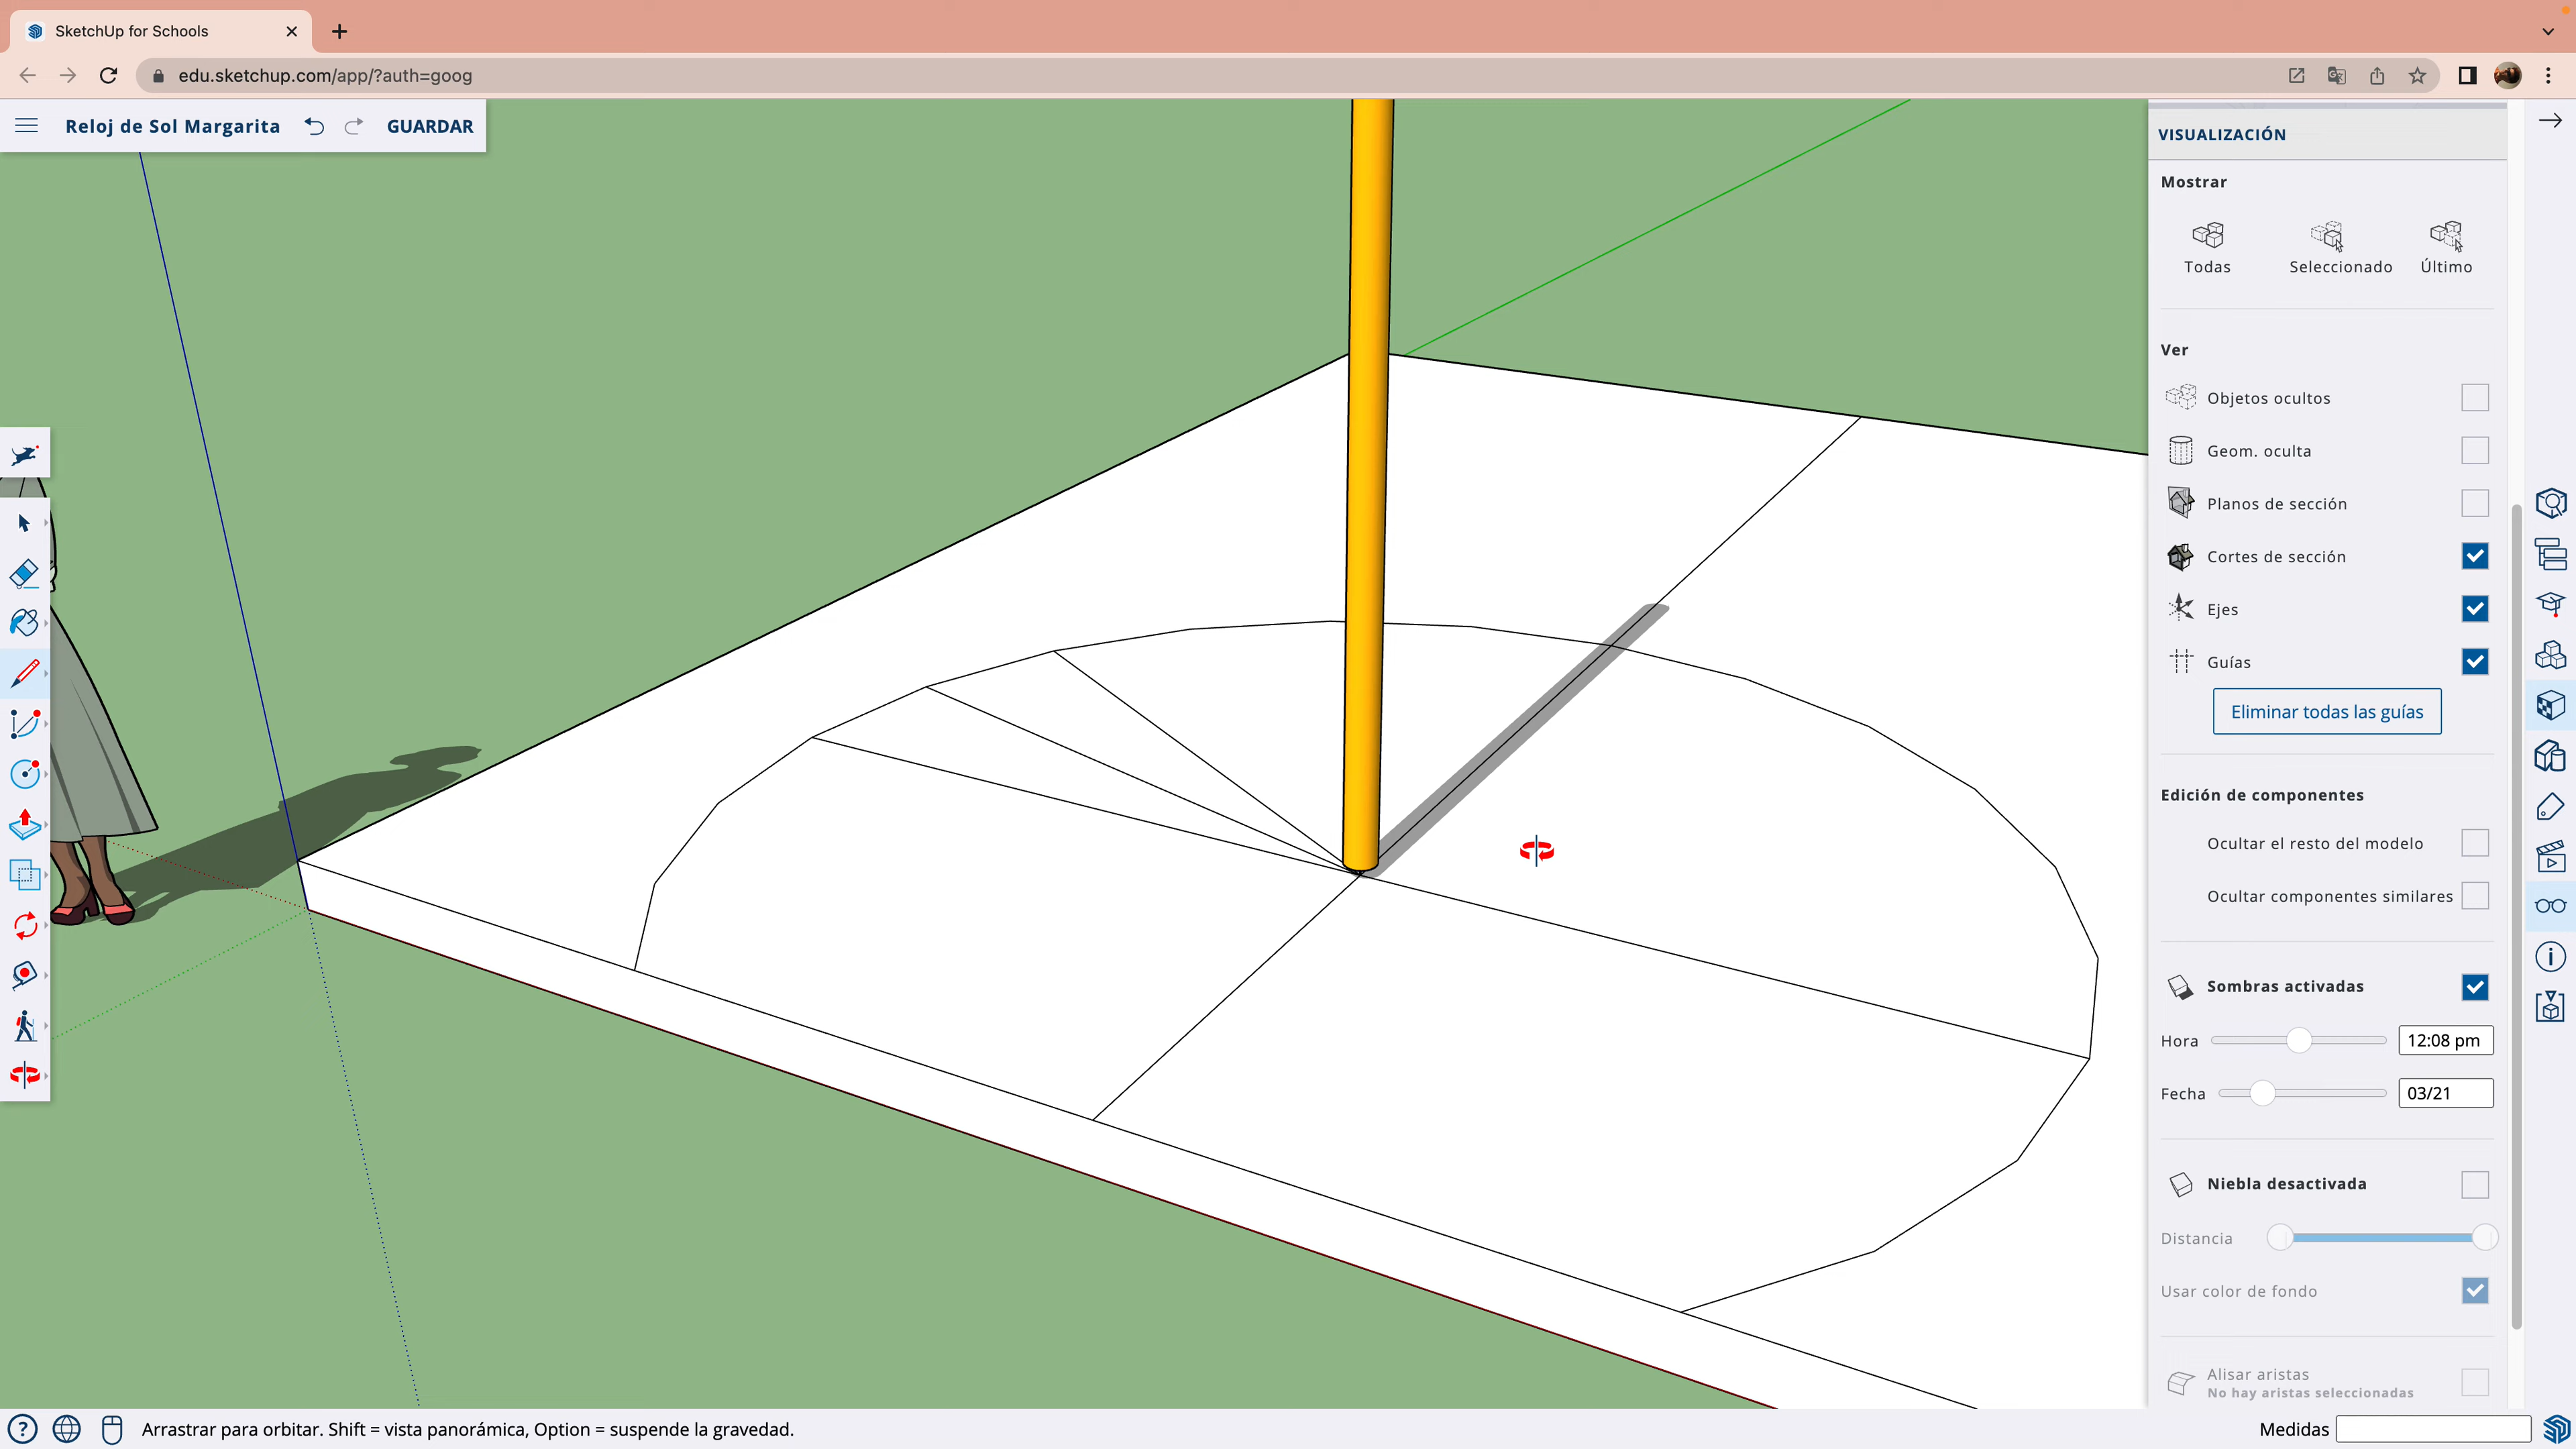 SketchUp for Schools
edu.sketchup.com/app/?auth=goog
Reloj de Sol Margarita
GUARDAR
VISUALIZACIÓN
Mostrar
Todas
Seleccionado
Último
Ver
Objetos ocultos
Geom. oculta
Planos de sección
Cortes de sección
Ejes
Guías
Eliminar todas las guías
Edición de componentes
Ocultar el resto del modelo
Ocultar componentes similares
Sombras activadas
Hora
12:08 pm
Fecha
03/21
Niebla desactivada
Distancia
Usar color de fondo
Alisar aristas
No hay aristas seleccionadas
Arrastrar para orbitar. Shift = vista panorámica, Option = suspende la gravedad.
Medidas